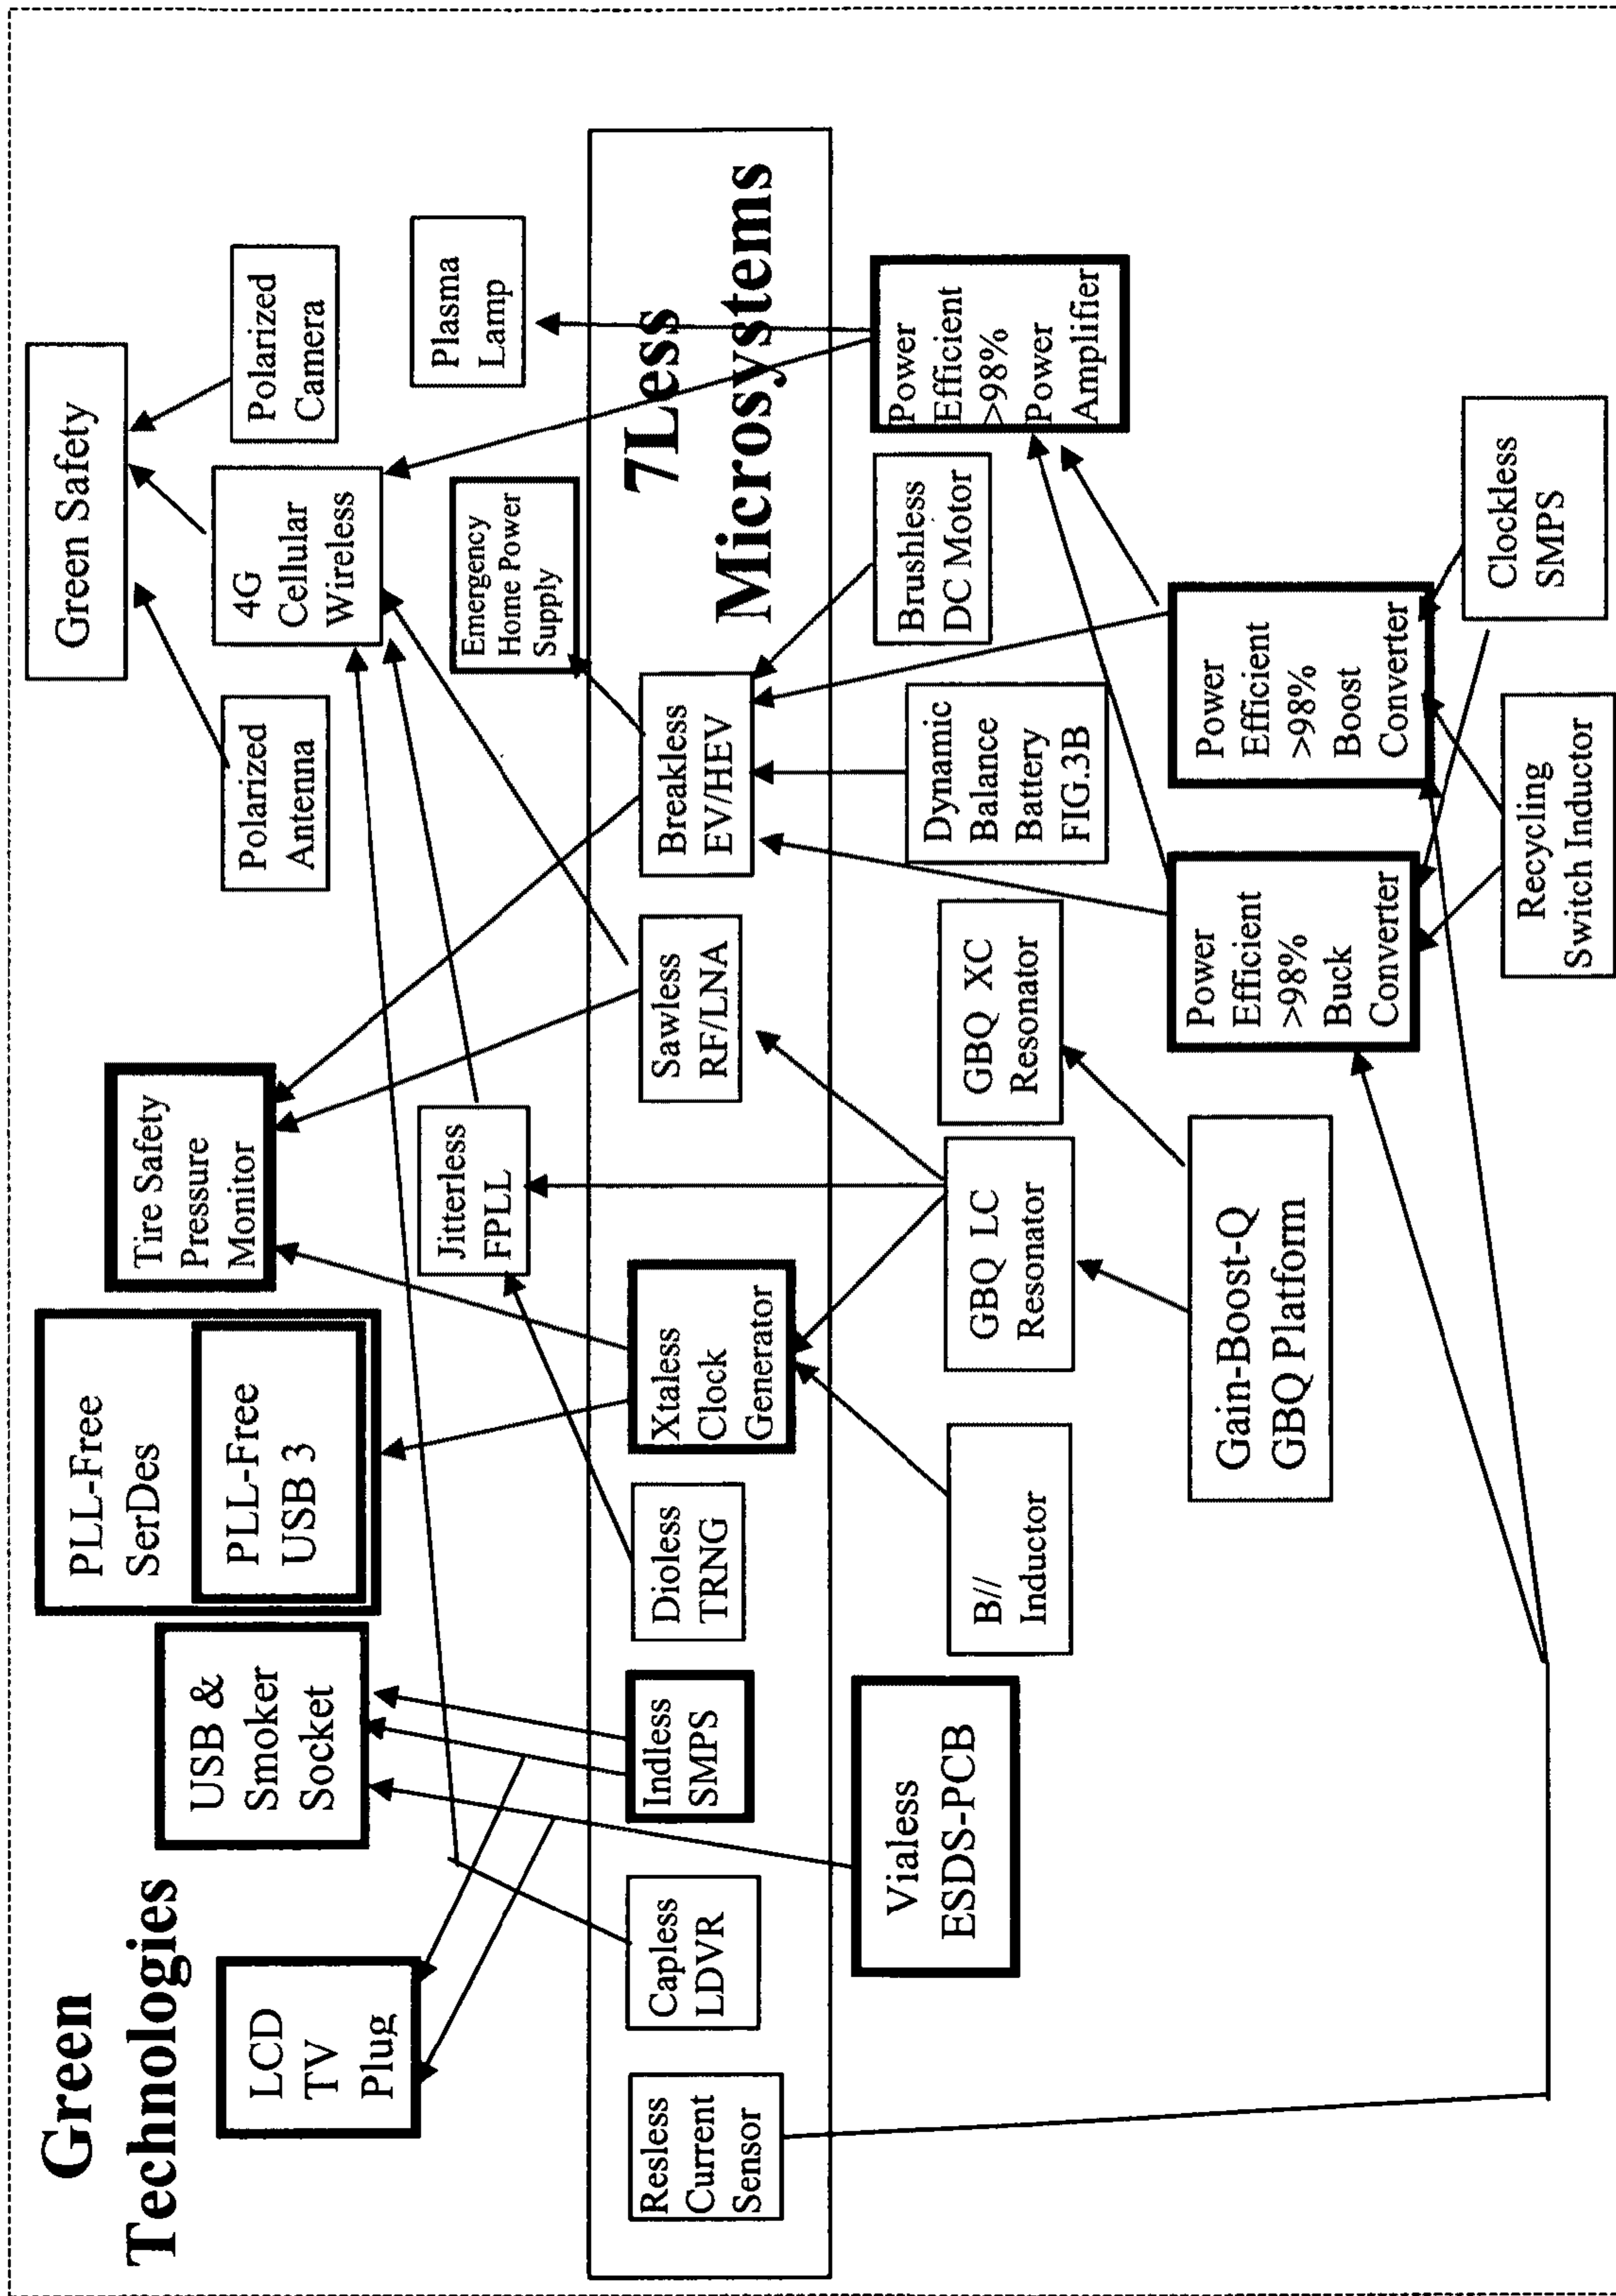 Green
Technologies
Green Safety
PLL-Free
SerDes
PLL-Free
USB 3
Tire Safety
Pressure
Monitor
USB &
Smoker
Socket
LCD
TV
Plug
Polarized
Antenna
4G
Cellular
Wireless
Polarized
Camera
Jitterless
FPLL
Emergency
Home Power
Supply
Plasma
Lamp
7Less
Microsystems
Resless
Current
Sensor
Capless
LDVR
Indless
SMPS
Dioless
TRNG
Xtaless
Clock
Generator
Sawless
RF/LNA
Breakless
EV/HEV
Vialess
ESDS-PCB
B//
Inductor
GBQ LC
Resonator
GBQ XC
Resonator
Dynamic
Balance
Battery
FIG.3B
Brushless
DC Motor
Power
Efficient
>98%
Power
Amplifier
Gain-Boost-Q
GBQ Platform
Power
Efficient
>98%
Buck
Converter
Power
Efficient
>98%
Boost
Converter
Recycling
Switch Inductor
Clockless
SMPS